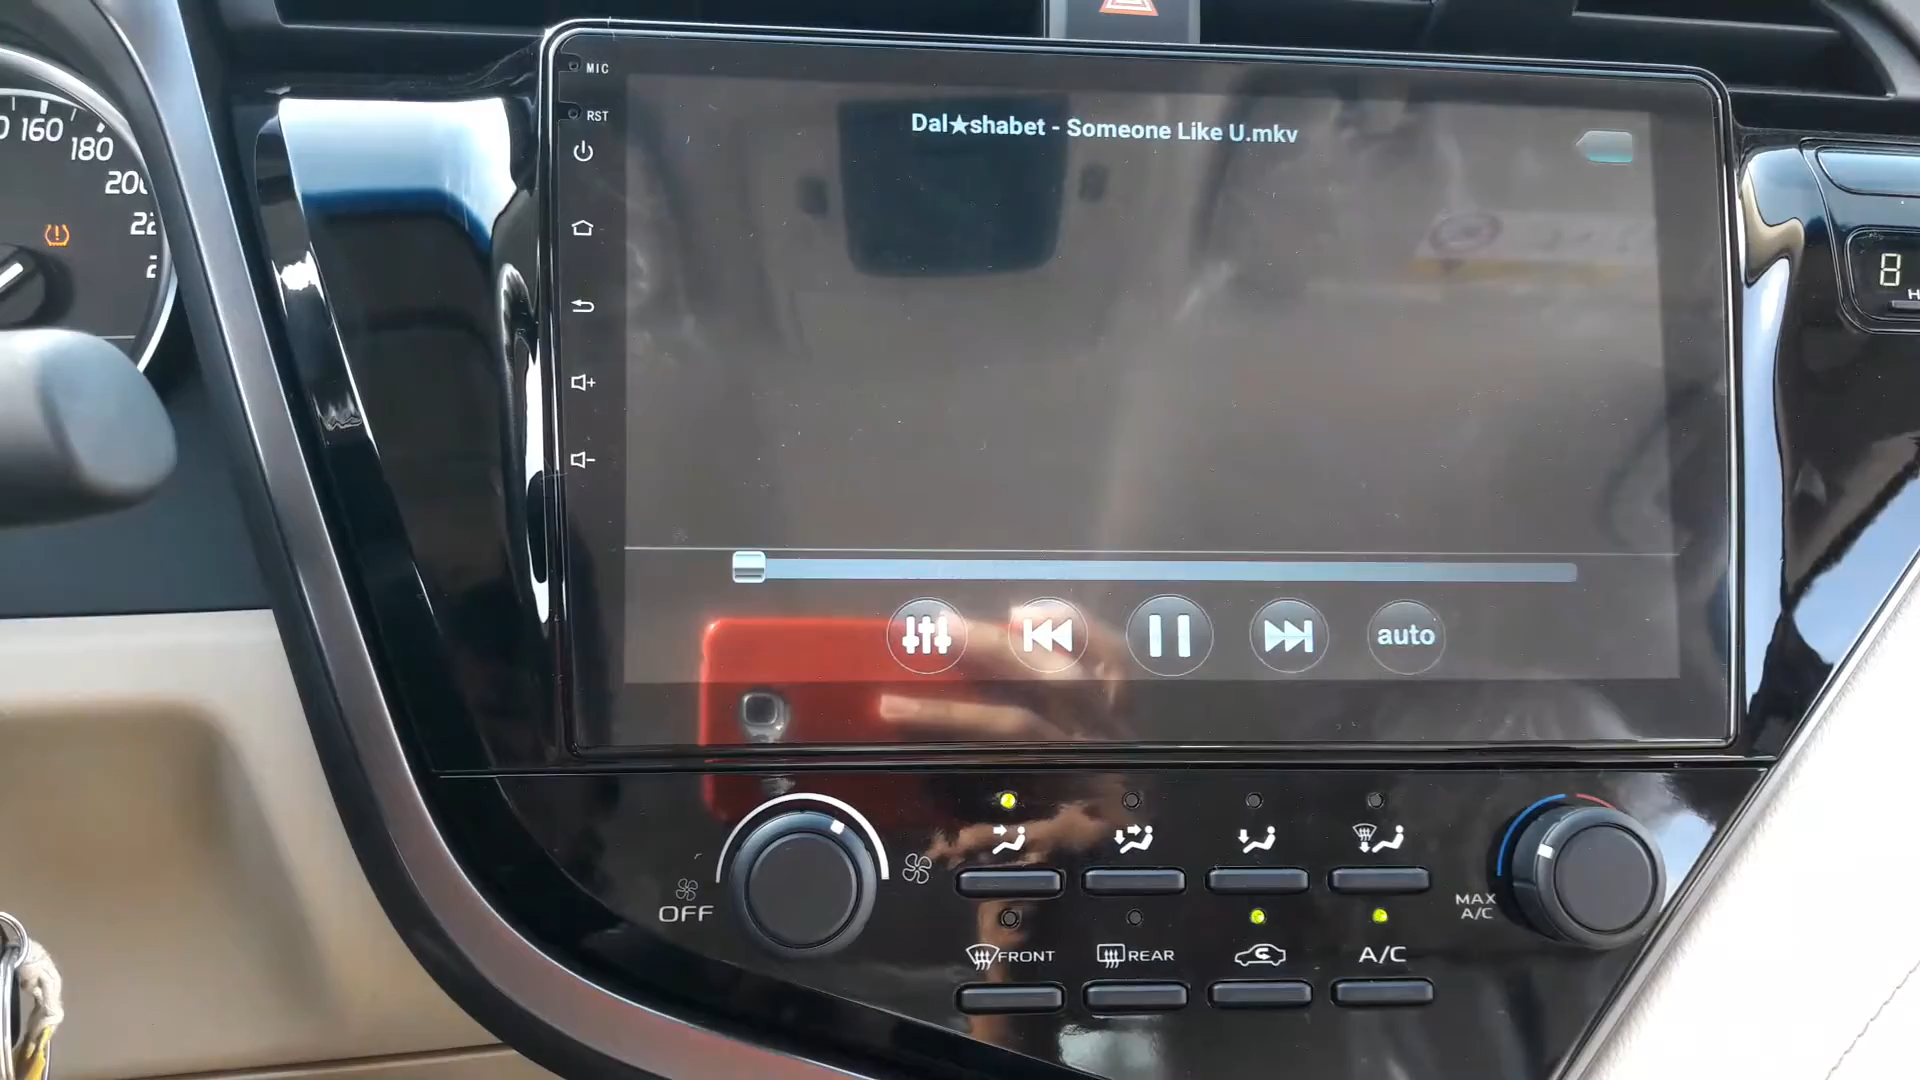 MIC
RST
Dal★shabet - Someone Like U.mkv
160
180
8
auto
OFF
MAX
A/C
FRONT
REAR
A/C